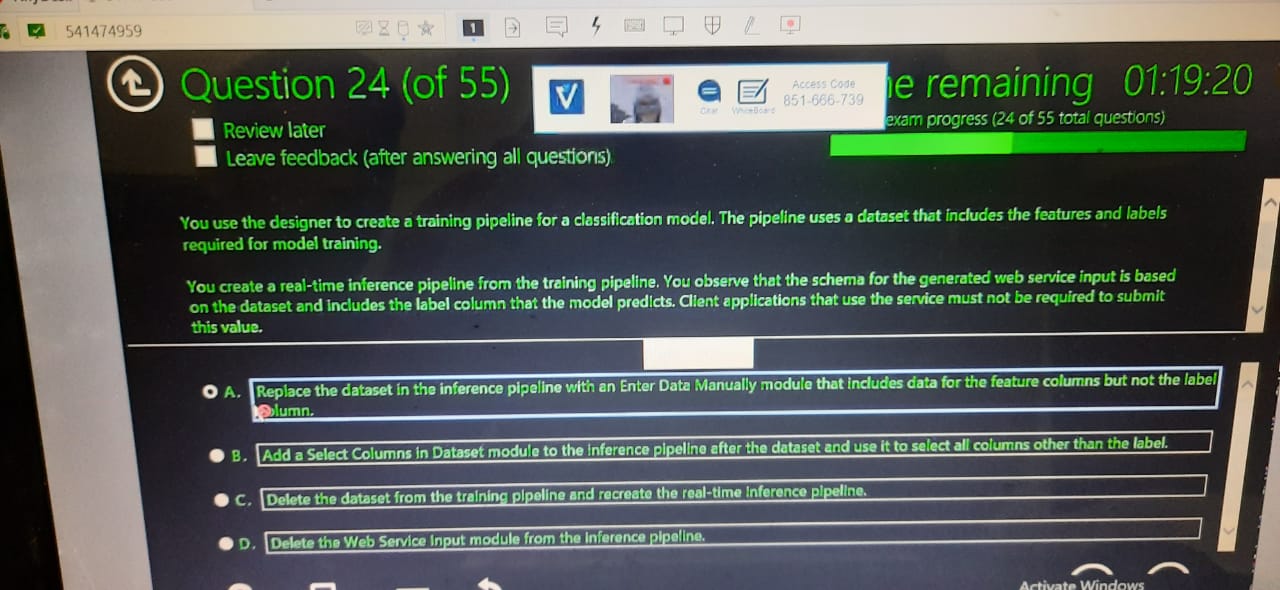 541474959
1
Question 24 (of 55)
e remaining 01:19:20
Access Code
851-666-739
Chat
WhiteBoard
exam progress (24 of 55 total questions)
Review later
Leave feedback (after answering all questions)
You use the designer to create a training pipeline for a classification model. The pipeline uses a dataset that includes the features and labels
required for model training.
You create a real-time inference pipeline from the training pipeline. You observe that the schema for the generated web service input is based
on the dataset and includes the label column that the model predicts. Client applications that use the service must not be required to submit
this value.
A. Replace the dataset in the inference pipeline with an Enter Data Manually module that includes data for the feature columns but not the label
olumn.
B. Add a Select Columns in Dataset module to the inference pipeline after the dataset and use it to select all columns other than the label.
C. Delete the dataset from the training pipeline and recreate the real-time inference pipeline.
D. Delete the Web Service Input module from the inference pipeline.
Activate Windows